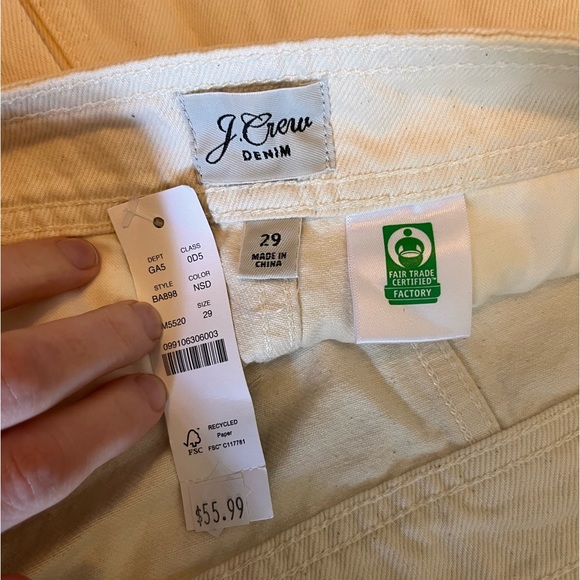 J.Crew
DENIM
29
MADE IN
CHINA
FAIR TRADE
CERTIFIED™
FACTORY
DEPT CLASS
GA5 0D5
STYLE COLOR
BA898 NSD
SIZE
M5520 29
099106306003
FSC
RECYCLED
Paper
FSC® C117781
$55.99